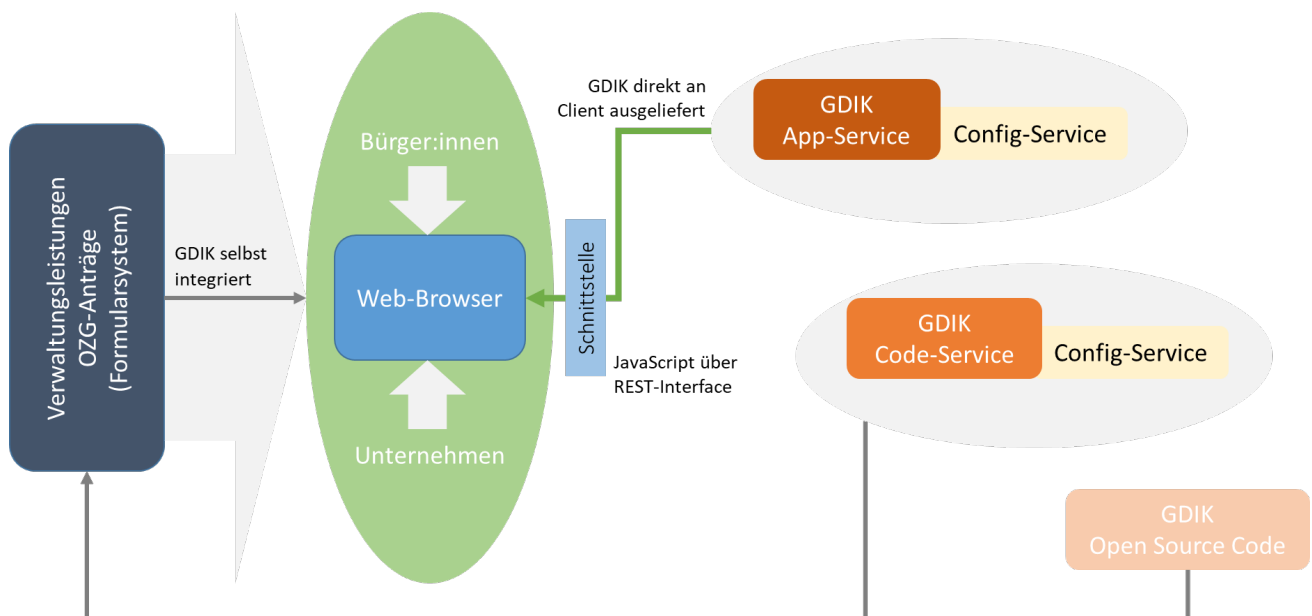 Verwaltungsleistungen
OZG-Anträge
(Formularsystem)
GDIK selbst
integriert
Bürger:innen
Web-Browser
Unternehmen
GDIK direkt an
Client ausgeliefert
Schnittstelle
JavaScript über
REST-Interface
GDIK
App-Service
Config-Service
GDIK
Code-Service
Config-Service
GDIK
Open Source Code